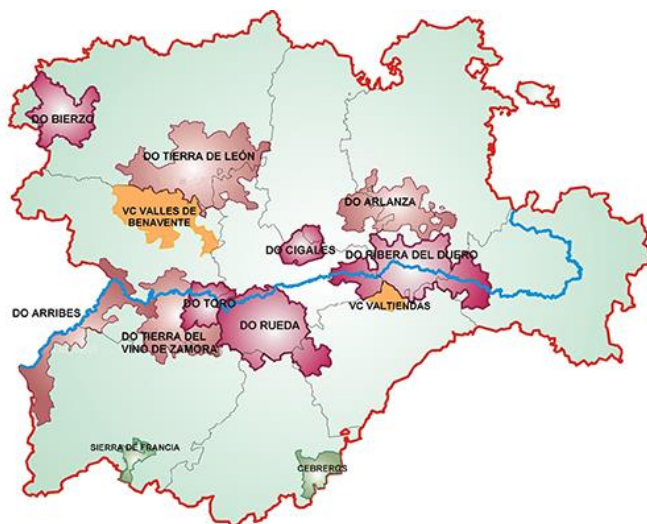 DO BIERZO
DO TIERRA DE LEÓN
VC VALLES DE
BENAVENTE
DO ARLANZA
DO CIGALES
DO RIBERA DEL DUERO
DO TORO
DO ARRIBES
VC VALTIENDAS
DO RUEDA
DO TIERRA DEL
VINO DE ZAMORA
SIERRA DE FRANCIA
CEBREROS